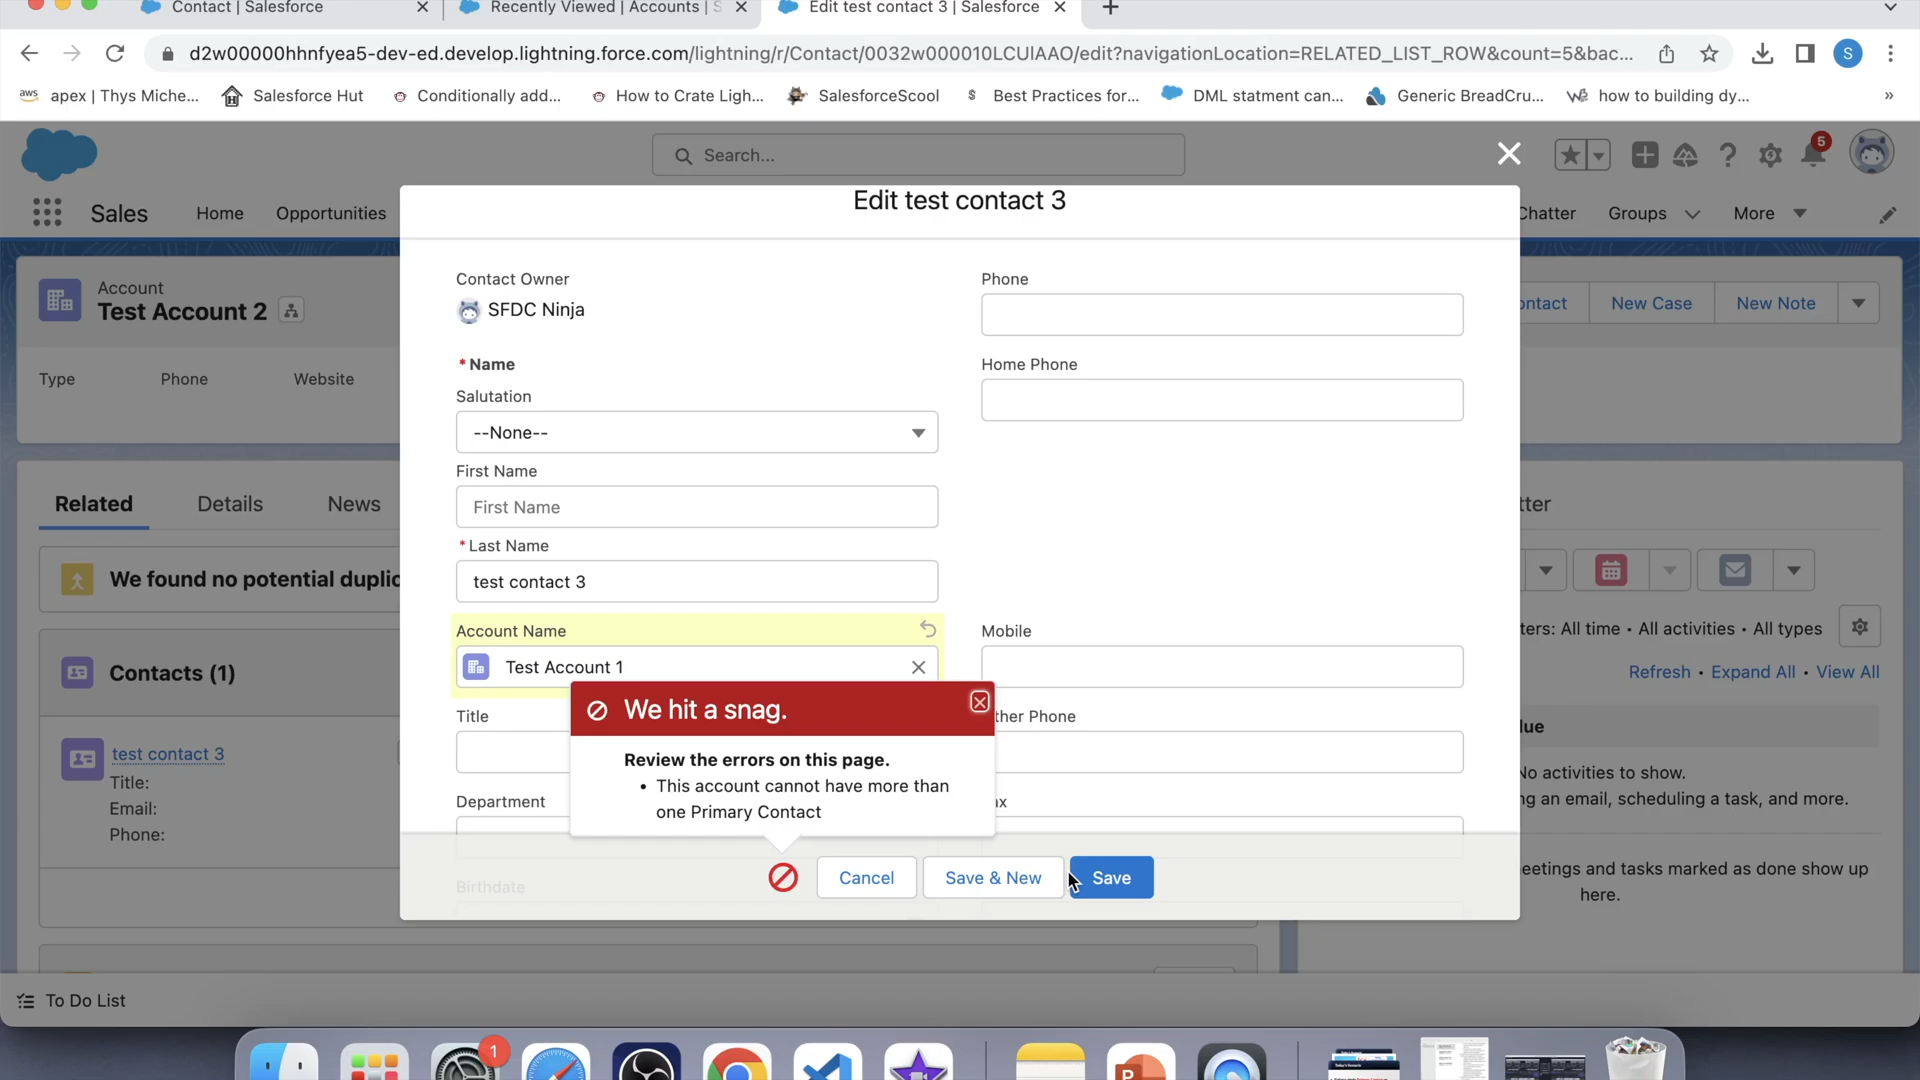 Contact | Salesforce
Recently Viewed | Accounts | S
Edit test contact 3 | Salesforce
d2w00000hhnfyea5-dev-ed.develop.lightning.force.com/lightning/r/Contact/0032w000010LCUlAAO/edit?navigationLocation=RELATED_LIST_ROW&count=5&bac...
S
aws apex | Thys Miche...
Salesforce Hut
Conditionally add...
How to Crate Ligh...
SalesforceScool
S Best Practices for...
DML statment can...
Generic BreadCru...
how to building dy...
»
Search...
5
Sales
Home
Opportunities
Chatter
Groups
More
Edit test contact 3
Account
Test Account 2
ontact
New Case
New Note
Type
Phone
Website
Related
Details
News
We found no potential duplic
Contacts (1)
test contact 3
Title:
Email:
Phone:
Contact Owner
SFDC Ninja
* Name
Salutation
--None--
First Name
First Name
* Last Name
test contact 3
Account Name
Test Account 1
Title
Department
Birthdate
Phone
Home Phone
Mobile
ther Phone
ax
We hit a snag.
Review the errors on this page.
• This account cannot have more than
one Primary Contact
Cancel
Save & New
Save
tter
ters: All time • All activities • All types
Refresh • Expand All • View All
lue
No activities to show.
ng an email, scheduling a task, and more.
eetings and tasks marked as done show up
here.
To Do List
1
P